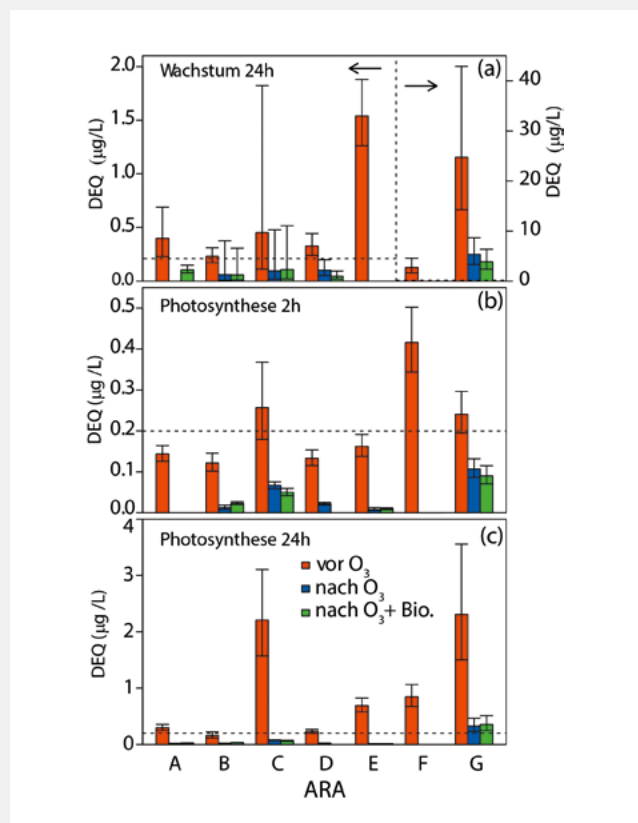 Wachstum 24h
(a)
DEQ (µg/L)
2.0
1.5
1.0
0.5
0.0
40
30
20
10
0
DEQ (µg/L)
Photosynthese 2h
(b)
DEQ (µg/L)
0.5
0.4
0.3
0.2
0.1
0.0
Photosynthese 24h
(c)
DEQ (µg/L)
4
3
2
1
0
vor O₃
nach O₃
nach O₃+ Bio.
A B C D E F G
ARA